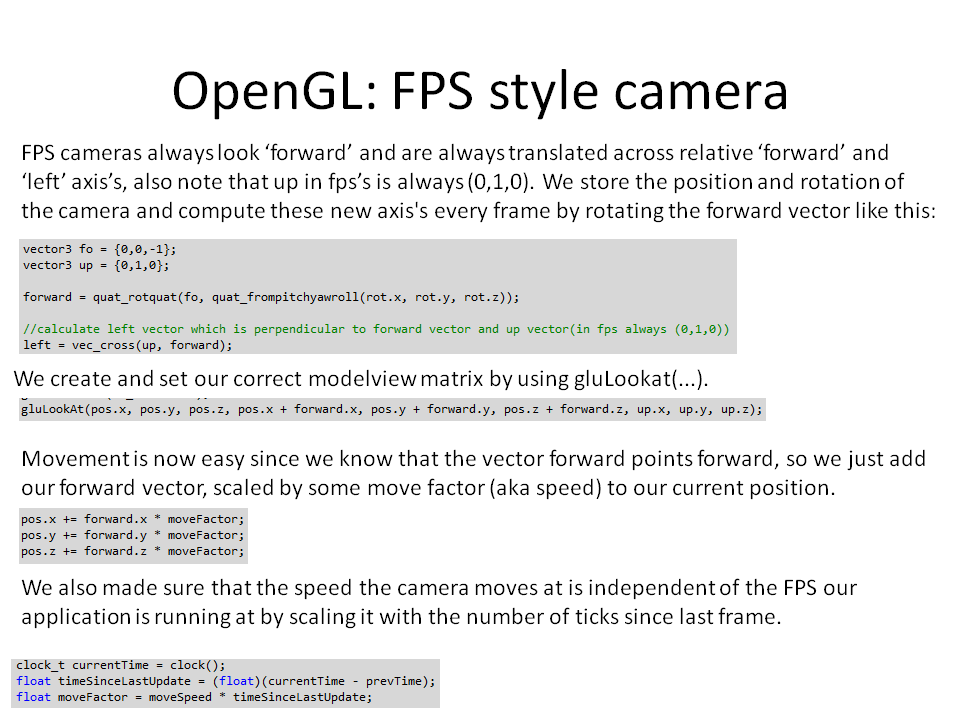 OpenGL: FPS style camera
FPS cameras always look ‘forward’ and are always translated across relative ‘forward’ and
‘left’ axis’s, also note that up in fps’s is always (0,1,0). We store the position and rotation of
the camera and compute these new axis's every frame by rotating the forward vector like this:
vector3 fo = {0,0,-1};
vector3 up = {0,1,0};
forward = quat_rotquat(fo, quat_frompitchyawroll(rot.x, rot.y, rot.z));
//calculate left vector which is perpendicular to forward vector and up vector(in fps always (0,1,0))
left = vec_cross(up, forward);
We create and set our correct modelview matrix by using gluLookat(...).
gluLookAt(pos.x, pos.y, pos.z, pos.x + forward.x, pos.y + forward.y, pos.z + forward.z, up.x, up.y, up.z);
Movement is now easy since we know that the vector forward points forward, so we just add
our forward vector, scaled by some move factor (aka speed) to our current position.
pos.x += forward.x * moveFactor;
pos.y += forward.y * moveFactor;
pos.z += forward.z * moveFactor;
We also made sure that the speed the camera moves at is independent of the FPS our
application is running at by scaling it with the number of ticks since last frame.
clock_t currentTime = clock();
float timeSinceLastUpdate = (float)(currentTime - prevTime);
float moveFactor = moveSpeed * timeSinceLastUpdate;